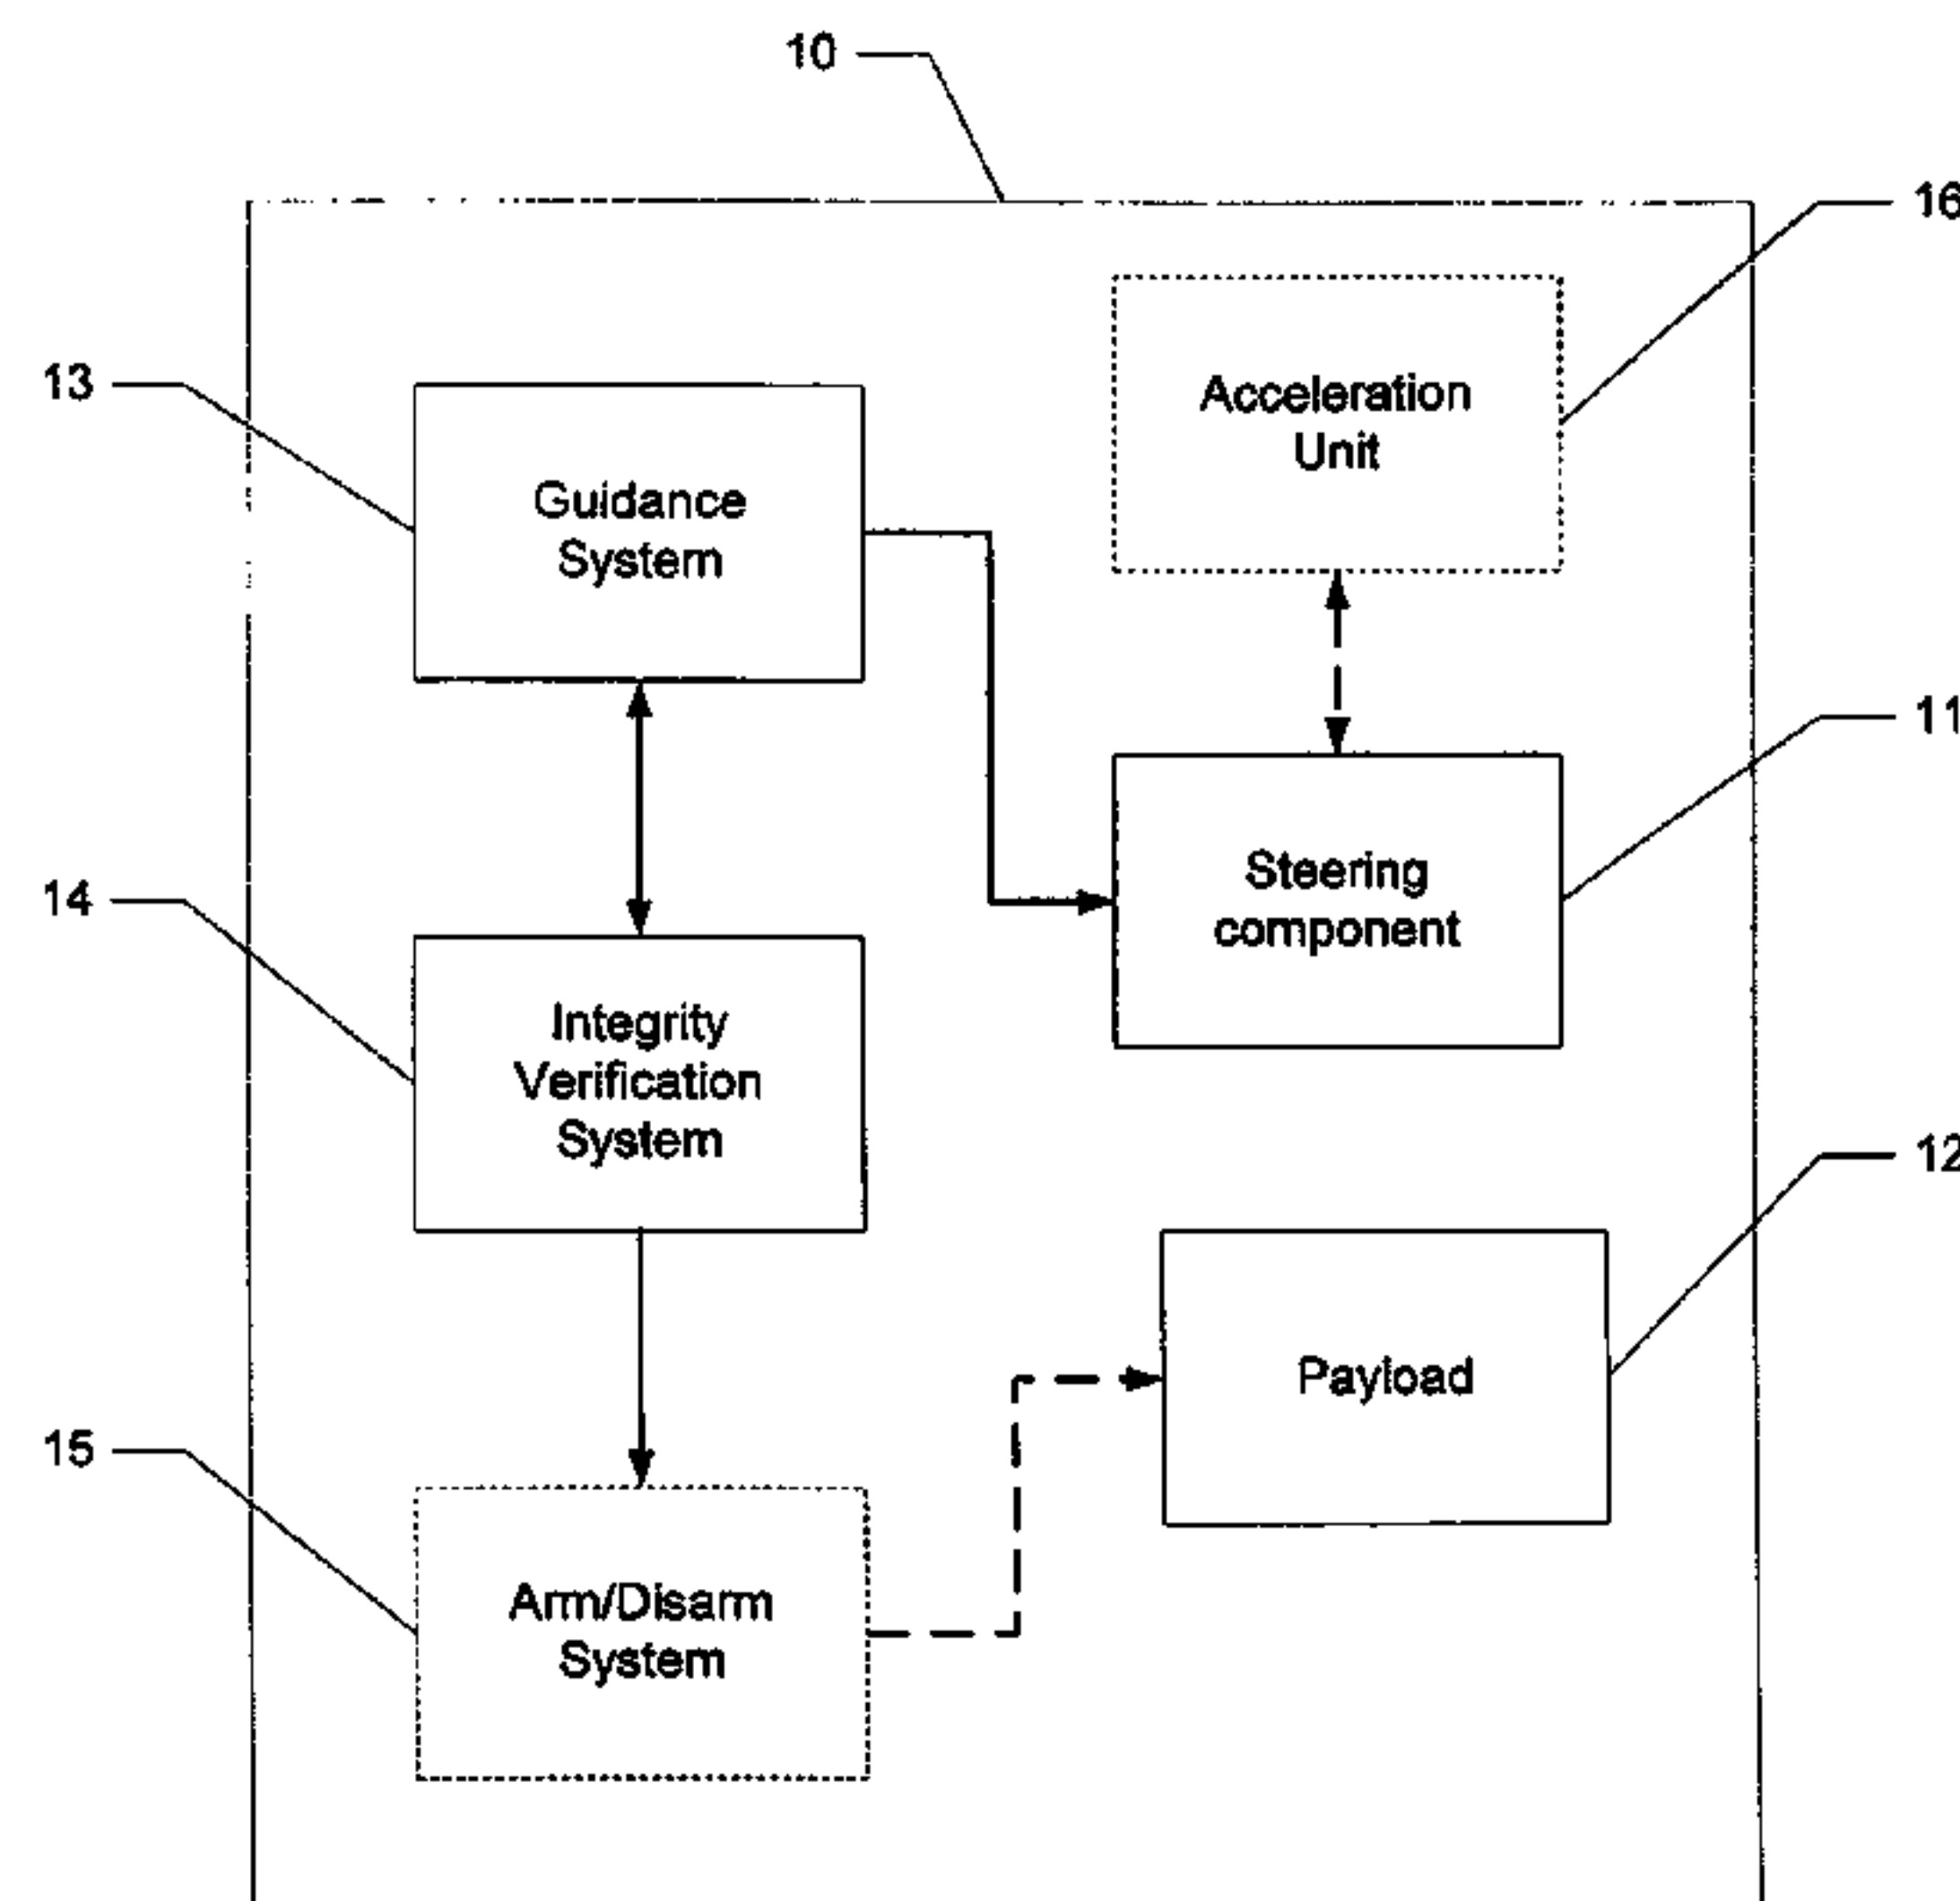 10
16
13
Acceleration
Unit
Guidance
System
11
14
Steering
component
Integrity
Verification
System
12
Payload
15
Arm/Disarm
System